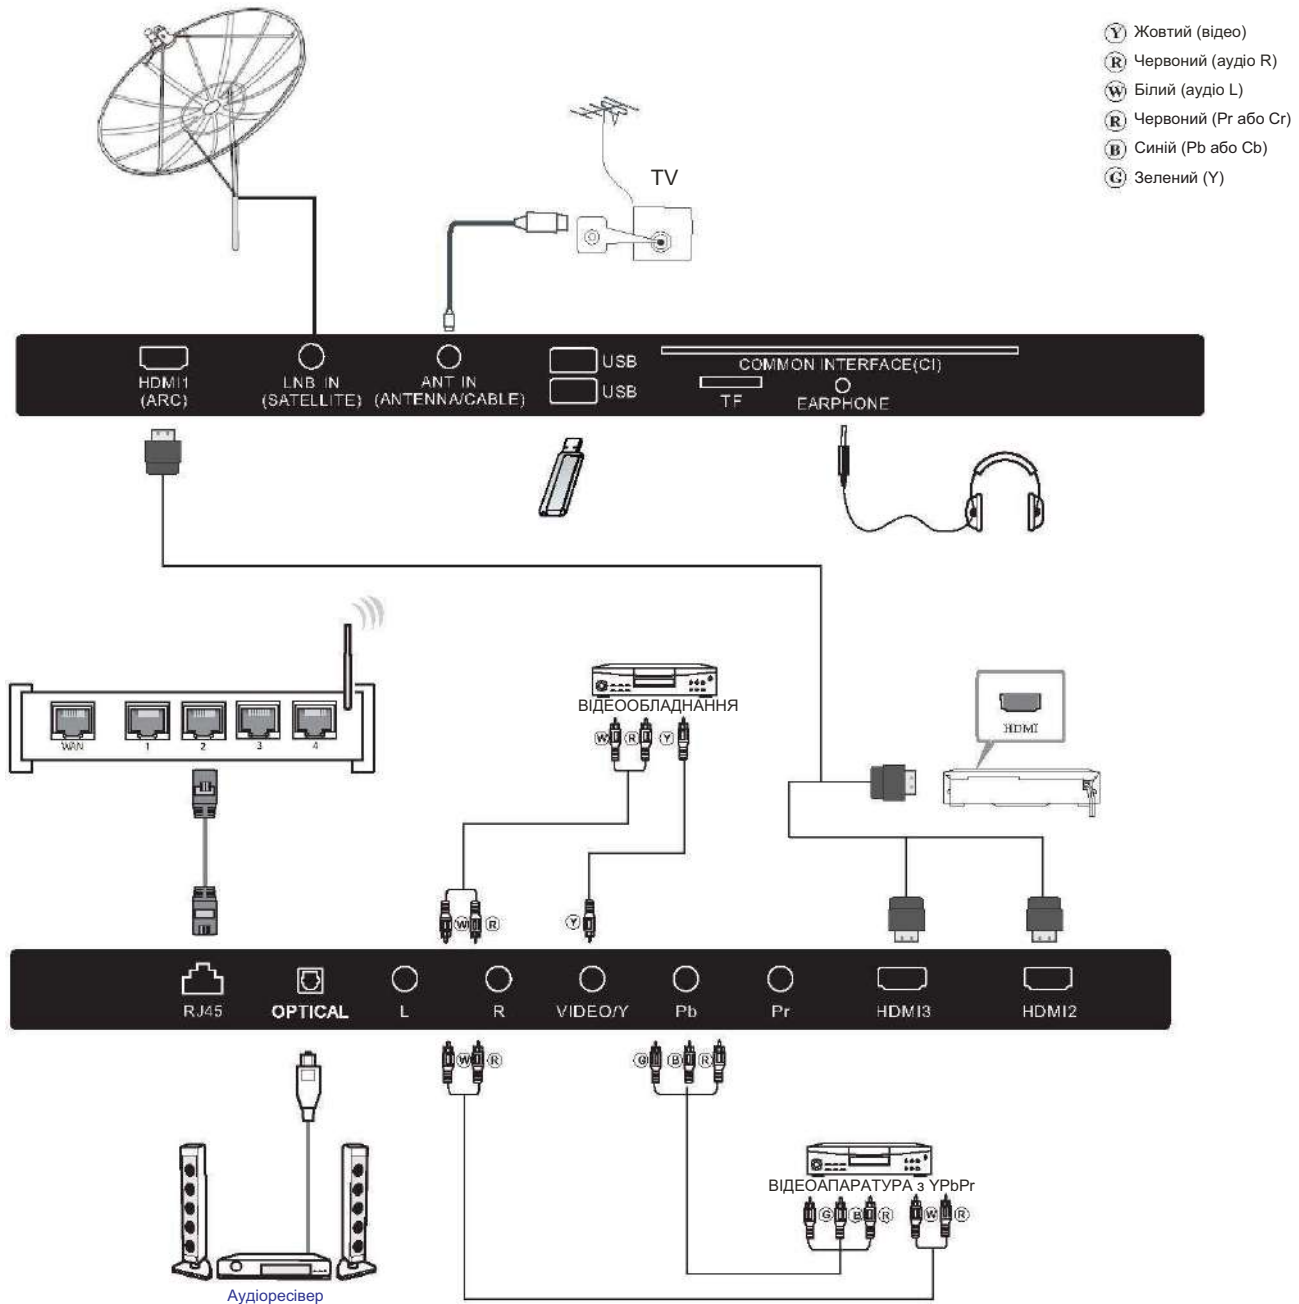 Y Жовтий (відео)
R Червоний (аудіо R)
W Білий (аудіо L)
R Червоний (Pr або Cr)
B Синій (Pb або Cb)
G Зелений (Y)
TV
HDMI1
(ARC)
LNB IN
(SATELLITE)
ANT IN
(ANTENNA/CABLE)
USB
USB
COMMON INTERFACE(CI)
TF
EARPHONE
WAN 1 2 3 4
ВІДЕООБЛАДНАННЯ
W R Y
HDMI
W R Y
RJ45 OPTICAL L R VIDEO/Y Pb Pr HDMI3 HDMI2
W R G B R
ВІДЕОАПАРАТУРА з YPbPr
G B R W R
Аудіоресівер